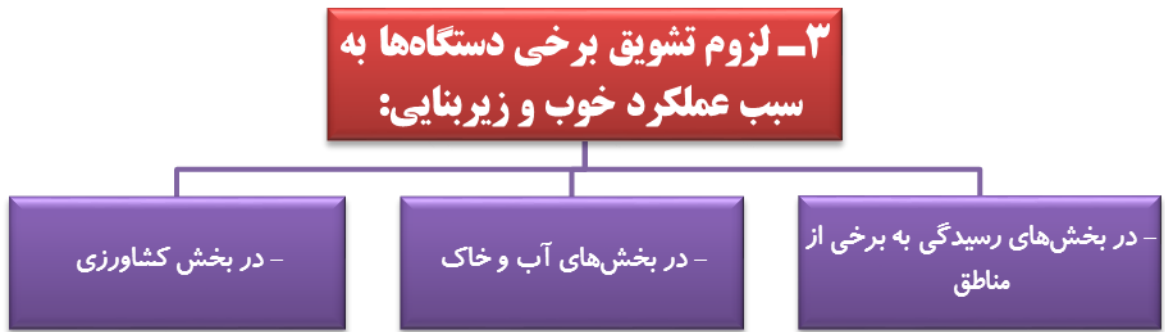 ۳ـ لزوم تشویق برخی دستگاه‌ها به
سبب عملکرد خوب و زیربنایی:
- در بخش‌های رسیدگی به برخی از
مناطق
- در بخش‌های آب و خاک
- در بخش کشاورزی